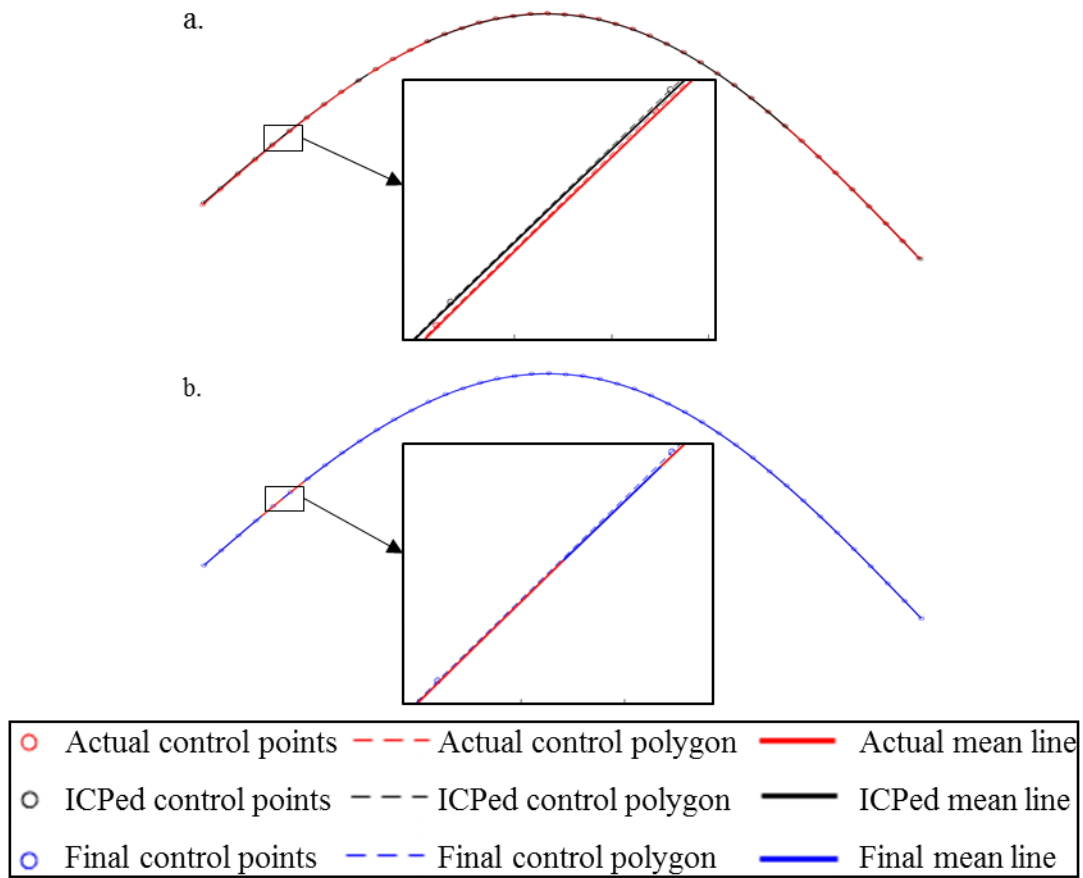 a.
b.
Actual control points Actual control polygon Actual mean line
ICPed control points ICPed control polygon ICPed mean line
Final control points Final control polygon Final mean line